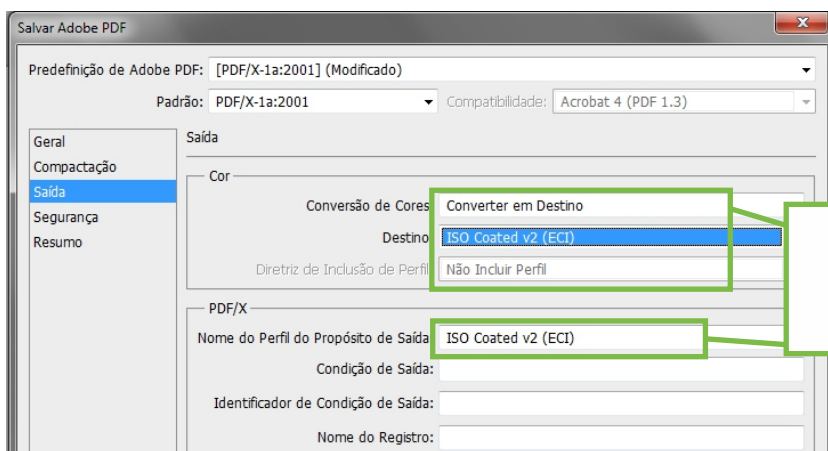 Salvar Adobe PDF
Predefinição de Adobe PDF: [PDF/X-1a:2001] (Modificado)
Padrão: PDF/X-1a:2001 Compatibilidade: Acrobat 4 (PDF 1.3)
Geral
Compactação
Saída
Segurança
Resumo
Saída
Cor
Conversão de Cores Converter em Destino
Destino ISO Coated v2 (ECI)
Diretriz de Inclusão de Perfil Não Incluir Perfil
PDF/X
Nome do Perfil do Propósito de Saída ISO Coated v2 (ECI)
Condição de Saída:
Identificador de Condição de Saída:
Nome do Registro: